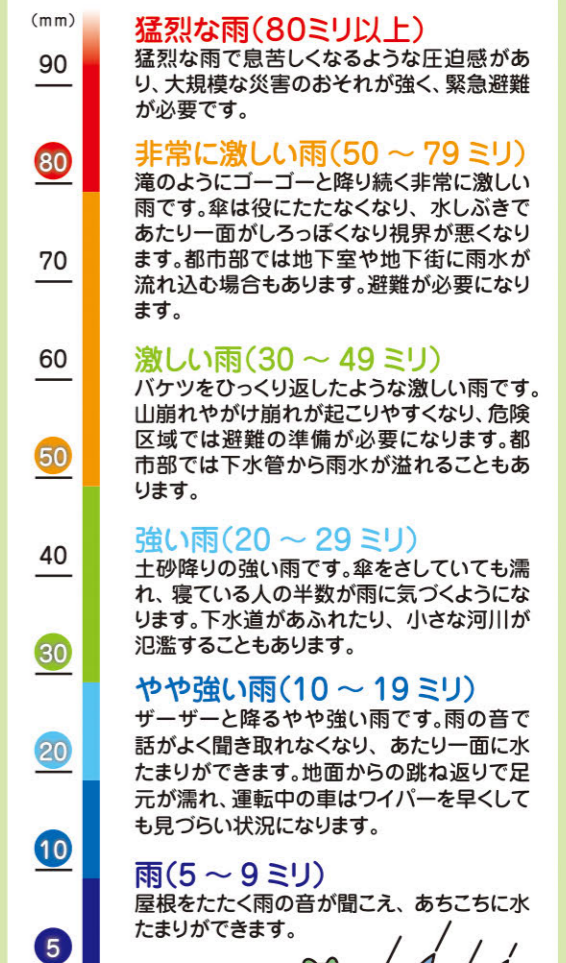 (mm)
90
80
70
60
50
40
30
20
10
5
猛烈な雨(80ミリ以上)
猛烈な雨で息苦しくなるような圧迫感があ
り、大規模な災害のおそれが強く、緊急避難
が必要です。
非常に激しい雨(50 ～ 79 ミリ)
滝のようにゴーゴーと降り続く非常に激しい
雨です。傘は役にたたなくなり、水しぶきで
あたり一面がしろっぽくなり視界が悪くなり
ます。都市部では地下室や地下街に雨水が
流れ込む場合もあります。避難が必要になり
ます。
激しい雨(30 ～ 49 ミリ)
バケツをひっくり返したような激しい雨です。
山崩れやがけ崩れが起こりやすくなり、危険
区域では避難の準備が必要になります。都
市部では下水管から雨水が溢れることもあ
ります。
強い雨(20 ～ 29 ミリ)
土砂降りの強い雨です。傘をさしていても濡
れ、寝ている人の半数が雨に気づくようにな
ります。下水道があふれたり、小さな河川が
氾濫することもあります。
やや強い雨(10 ～ 19 ミリ)
ザーザーと降るやや強い雨です。雨の音で
話がよく聞き取れなくなり、あたり一面に水
たまりができます。地面からの跳ね返りで足
元が濡れ、運転中の車はワイパーを早くして
も見づらい状況になります。
雨(5 ～ 9 ミリ)
屋根をたたく雨の音が聞こえ、あちこちに水
たまりができます。